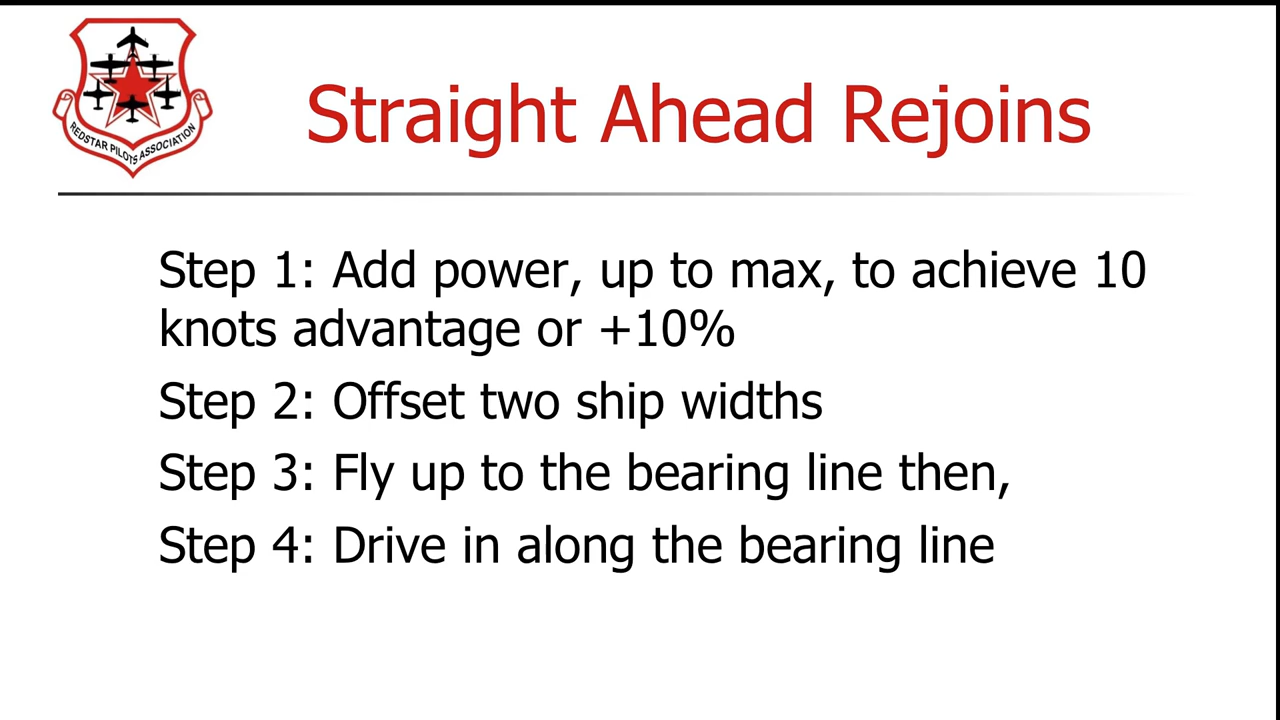 REDSTAR PILOTS ASSOCIATION
Straight Ahead Rejoins
Step 1: Add power, up to max, to achieve 10
knots advantage or +10%
Step 2: Offset two ship widths
Step 3: Fly up to the bearing line then,
Step 4: Drive in along the bearing line